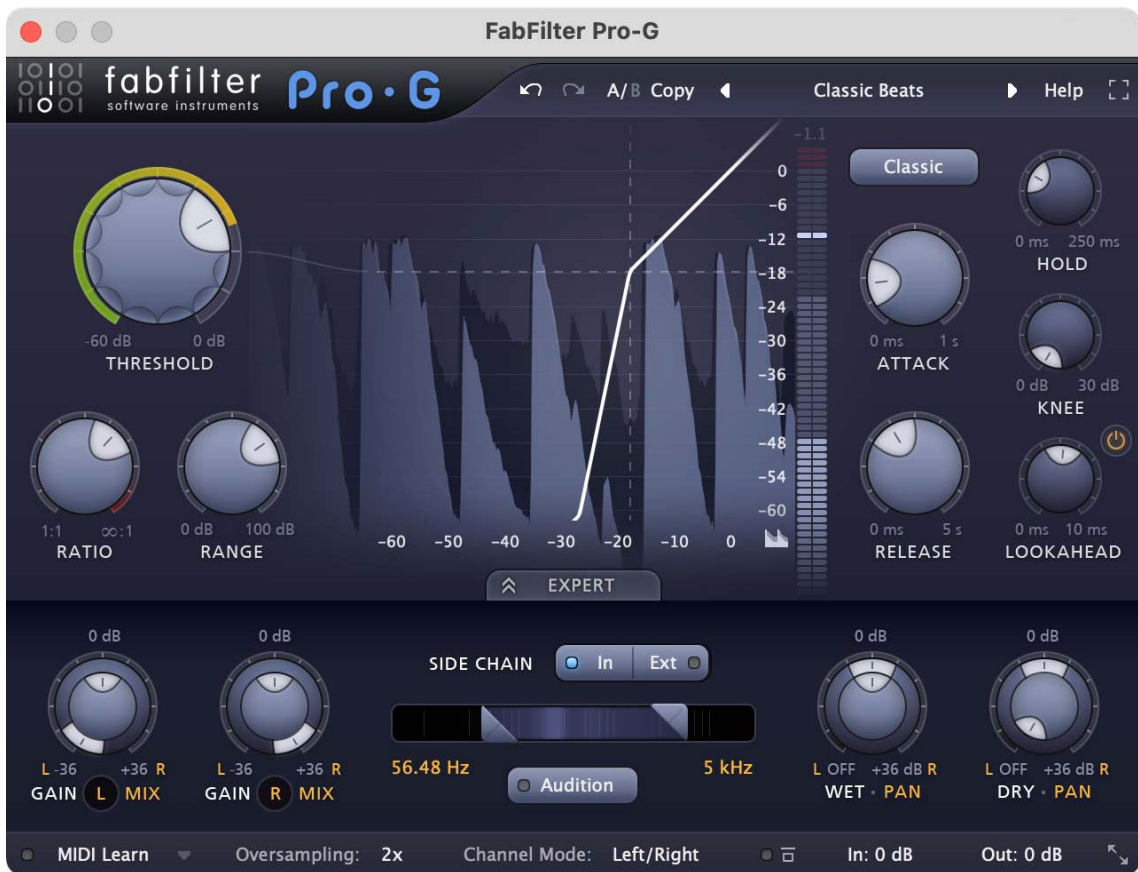 FabFilter Pro-G
fabfilter
software instruments
Pro·G
A/B Copy
Classic Beats
Help
-1.1
0
-6
-12
-18
-24
-30
-36
-42
-48
-54
-60
-60 -50 -40 -30 -20 -10 0
-60 dB 0 dB
THRESHOLD
1:1 ∞:1
RATIO
0 dB 100 dB
RANGE
Classic
0 ms 250 ms
HOLD
0 ms 1 s
ATTACK
0 dB 30 dB
KNEE
0 ms 5 s
RELEASE
0 ms 10 ms
LOOKAHEAD
EXPERT
0 dB
L -36 +36 R
GAIN L MIX
0 dB
L -36 +36 R
GAIN R MIX
SIDE CHAIN In Ext
56.48 Hz 5 kHz
Audition
0 dB
L OFF +36 dB R
WET · PAN
0 dB
L OFF +36 dB R
DRY · PAN
MIDI Learn Oversampling: 2x Channel Mode: Left/Right In: 0 dB Out: 0 dB